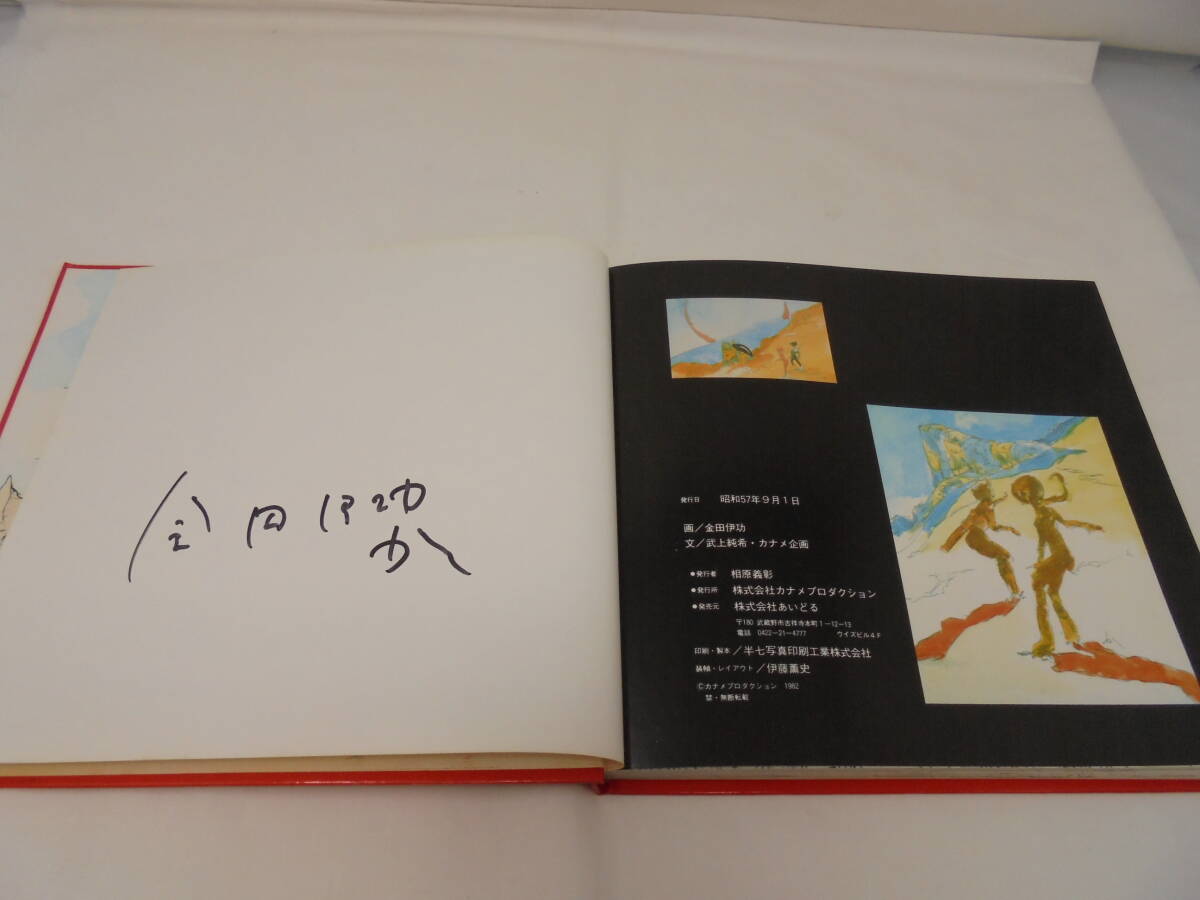 金田伊功
発行日 昭和57年9月1日
画／金田伊功
文／武上純希・カナメ企画
●発行者 相原義彰
●発行所 株式会社カナメプロダクション
●発売元 株式会社あいどる
〒180 武蔵野市吉祥寺本町1-12-13
電話 0422-21-4777 ウイズビル4F
印刷・製本／半七写真印刷工業株式会社
装幀・レイアウト／伊藤薫史
©カナメプロダクション 1982
禁・無断転載